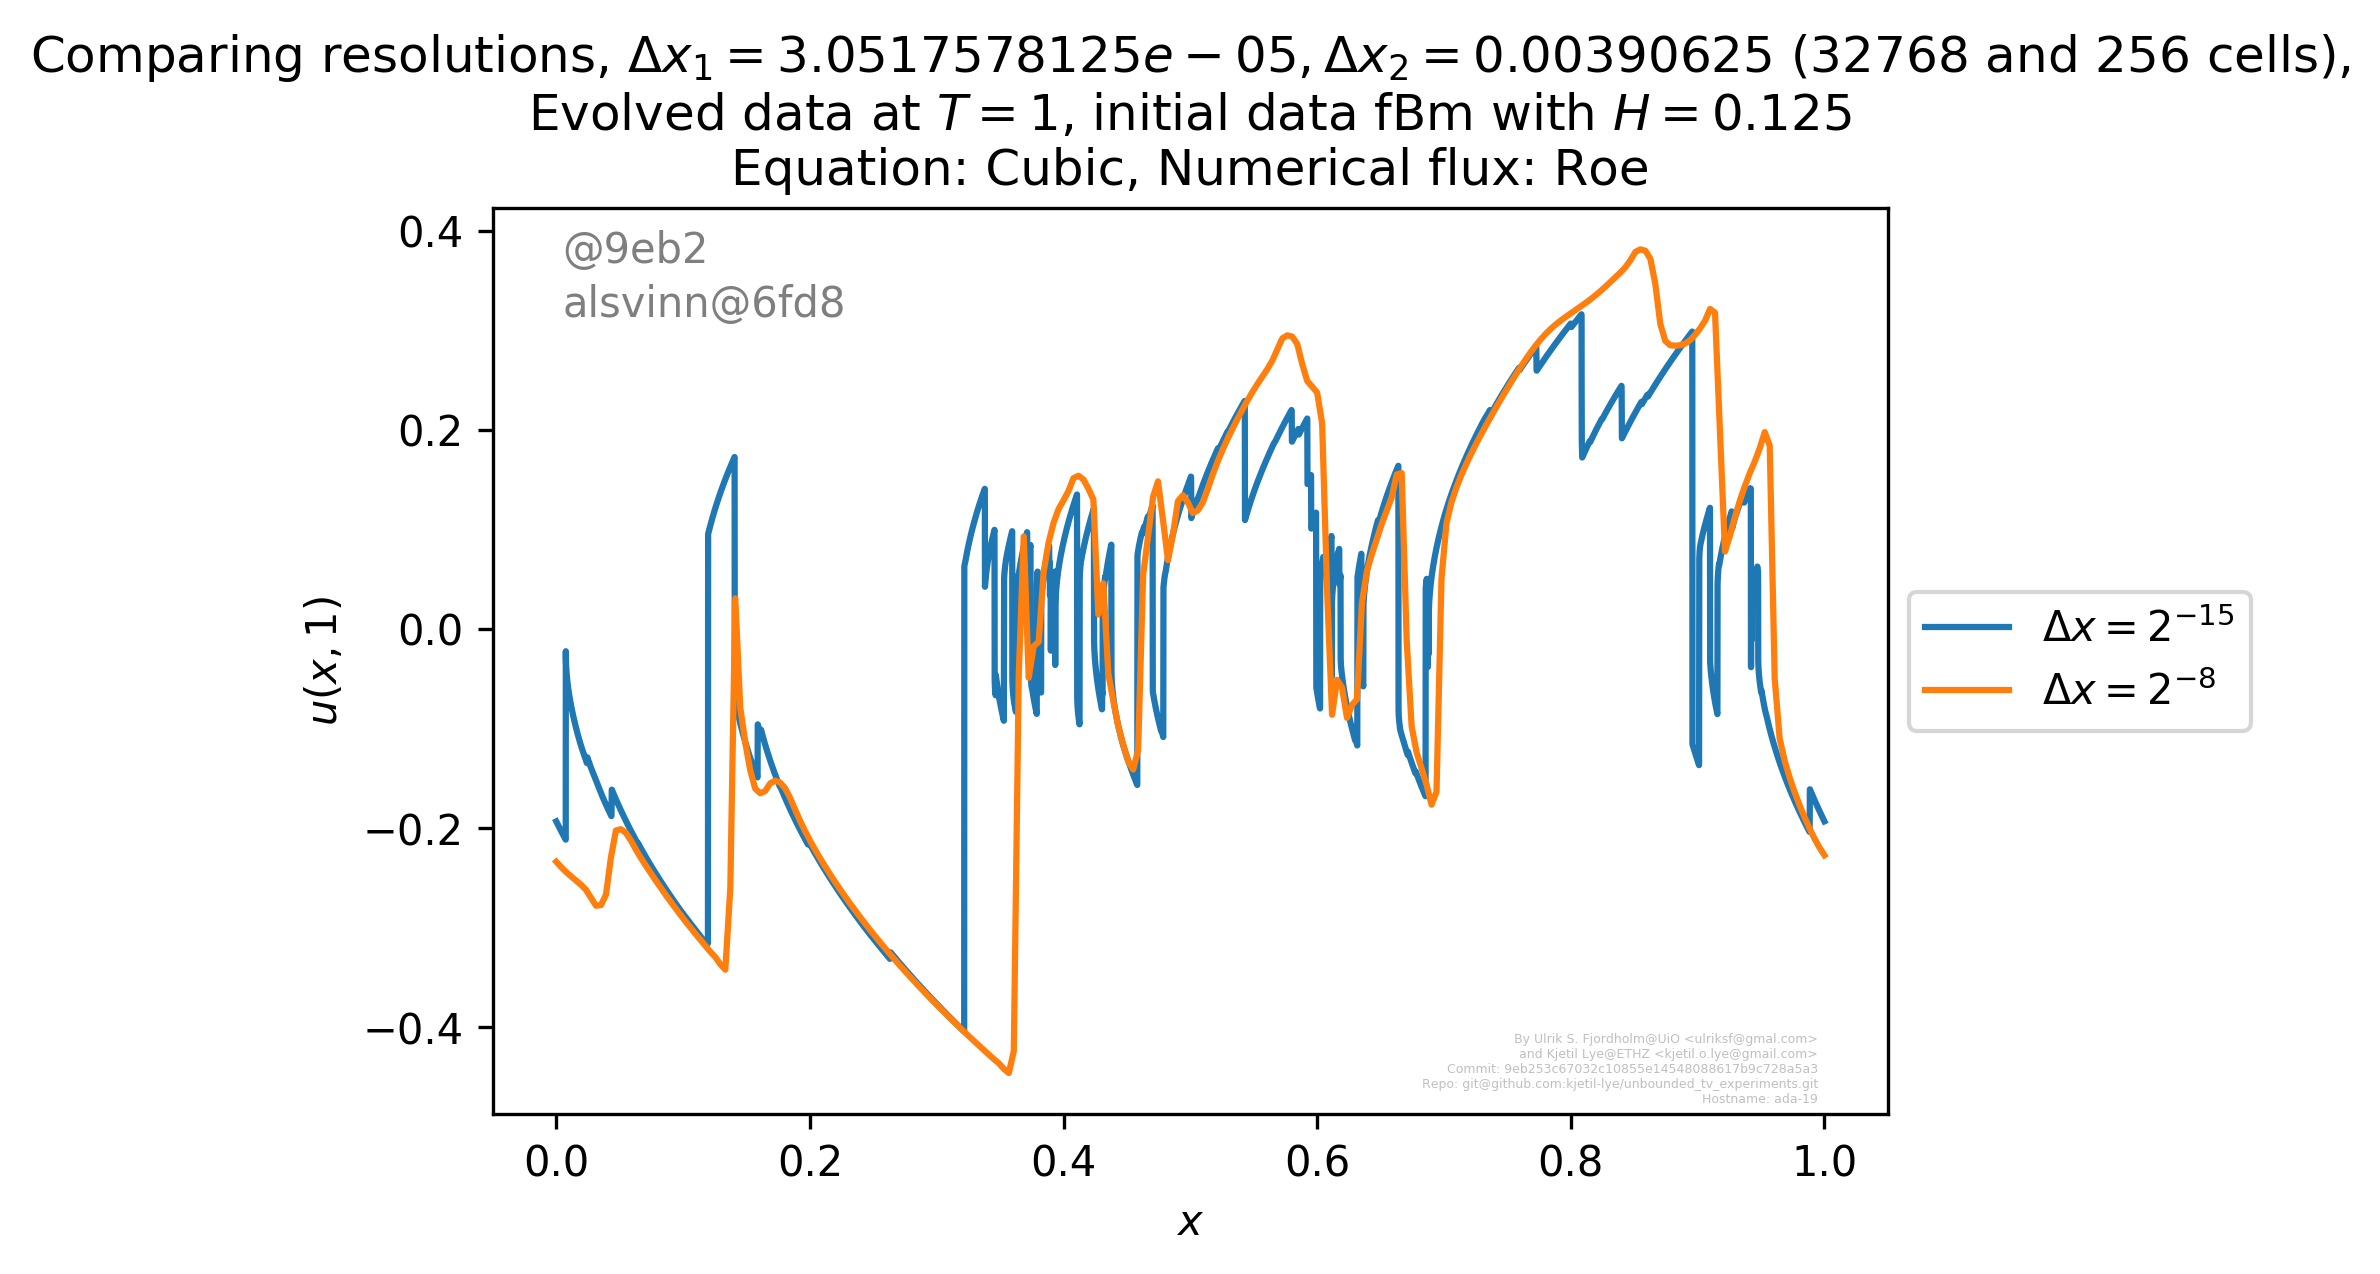 Comparing resolutions, Δx₁ = 3.0517578125e − 05, Δx₂ = 0.00390625 (32768 and 256 cells),
Evolved data at T = 1, initial data fBm with H = 0.125
Equation: Cubic, Numerical flux: Roe
@9eb2
alsvinn@6fd8
0.4
0.2
0.0
−0.2
−0.4
u(x, 1)
Δx = 2⁻¹⁵
Δx = 2⁻⁸
By Ulrik S. Fjordholm@UiO <ulriksf@gmal.com>
and Kjetil Lye@ETHZ <kjetil.o.lye@gmail.com>
Commit: 9eb253c67032c10855e14548088617b9c728a5a3
Repo: git@github.com:kjetil-lye/unbounded_tv_experiments.git
Hostname: ada-19
0.0 0.2 0.4 0.6 0.8 1.0
x